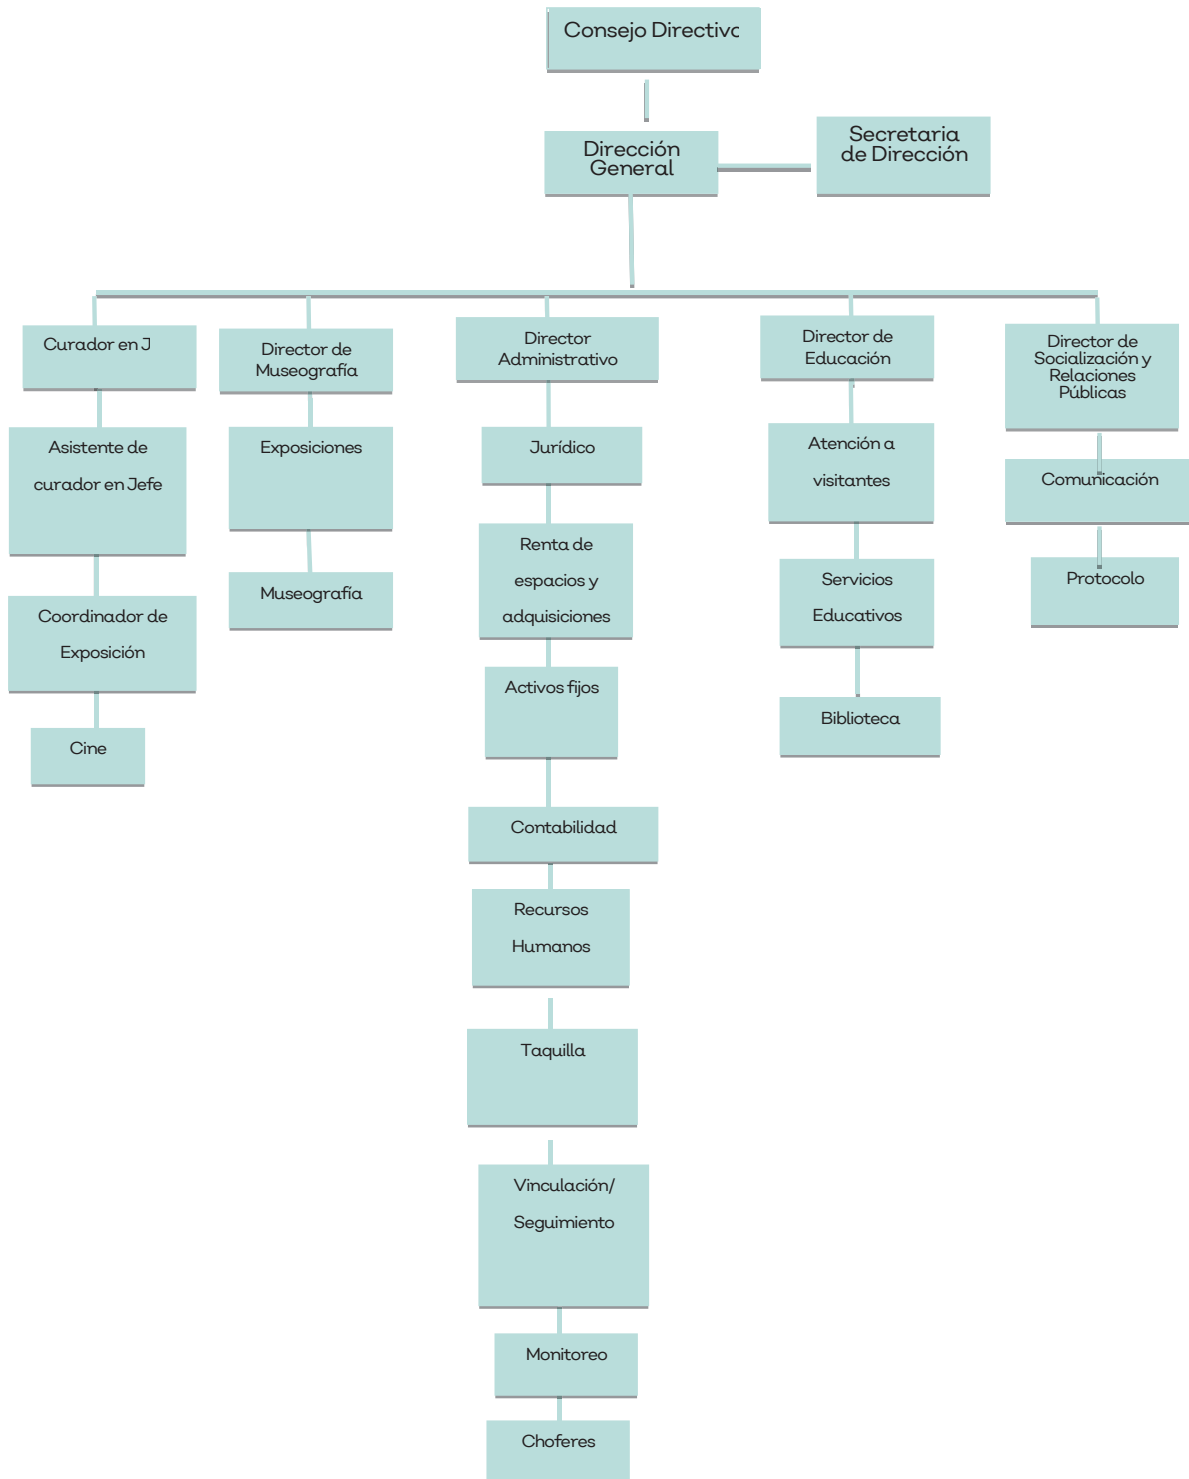 Consejo Directivo
Dirección
General
Secretaria
de Dirección
Curador en J
Director de
Museografía
Director
Administrativo
Director de
Educación
Director de
Socialización y
Relaciones
Públicas
Asistente de
curador en Jefe
Exposiciones
Jurídico
Atención a
visitantes
Comunicación
Renta de
espacios y
adquisiciones
Servicios
Educativos
Protocolo
Museografía
Coordinador de
Exposición
Activos fijos
Biblioteca
Cine
Contabilidad
Recursos
Humanos
Taquilla
Vinculación/
Seguimiento
Monitoreo
Choferes